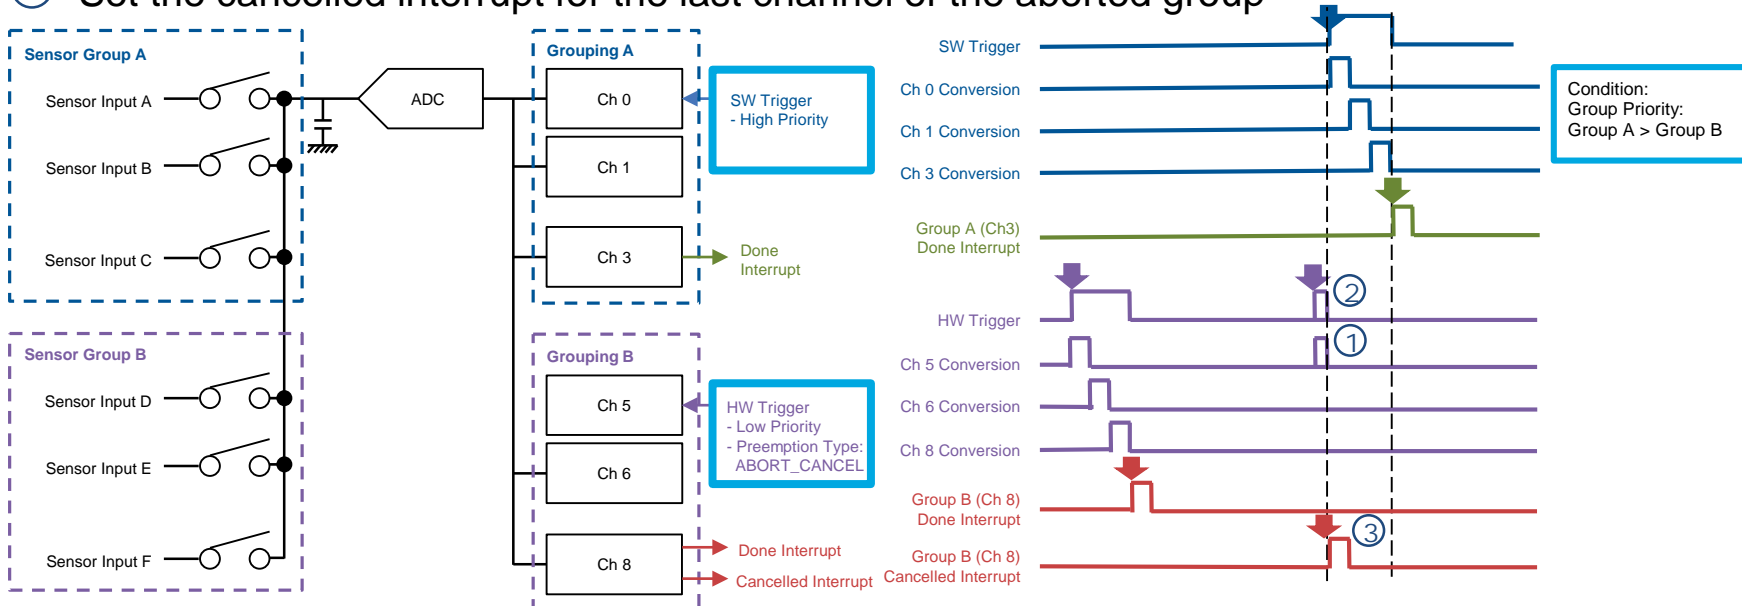 Set the cancelled interrupt for the last channel of the aborted group
Sensor Group A
Sensor Input A
Sensor Input B
Sensor Input C
Sensor Group B
Sensor Input D
Sensor Input E
Sensor Input F
ADC
Grouping A
Ch 0
Ch 1
Ch 3
SW Trigger
- High Priority
Done
Interrupt
Grouping B
Ch 5
Ch 6
Ch 8
HW Trigger
- Low Priority
- Preemption Type:
ABORT_CANCEL
Done Interrupt
Cancelled Interrupt
SW Trigger
Ch 0 Conversion
Ch 1 Conversion
Ch 3 Conversion
Group A (Ch3)
Done Interrupt
HW Trigger
2
Ch 5 Conversion
1
Ch 6 Conversion
Ch 8 Conversion
Group B (Ch 8)
Done Interrupt
Group B (Ch 8)
Cancelled Interrupt
3
Condition:
Group Priority:
Group A > Group B